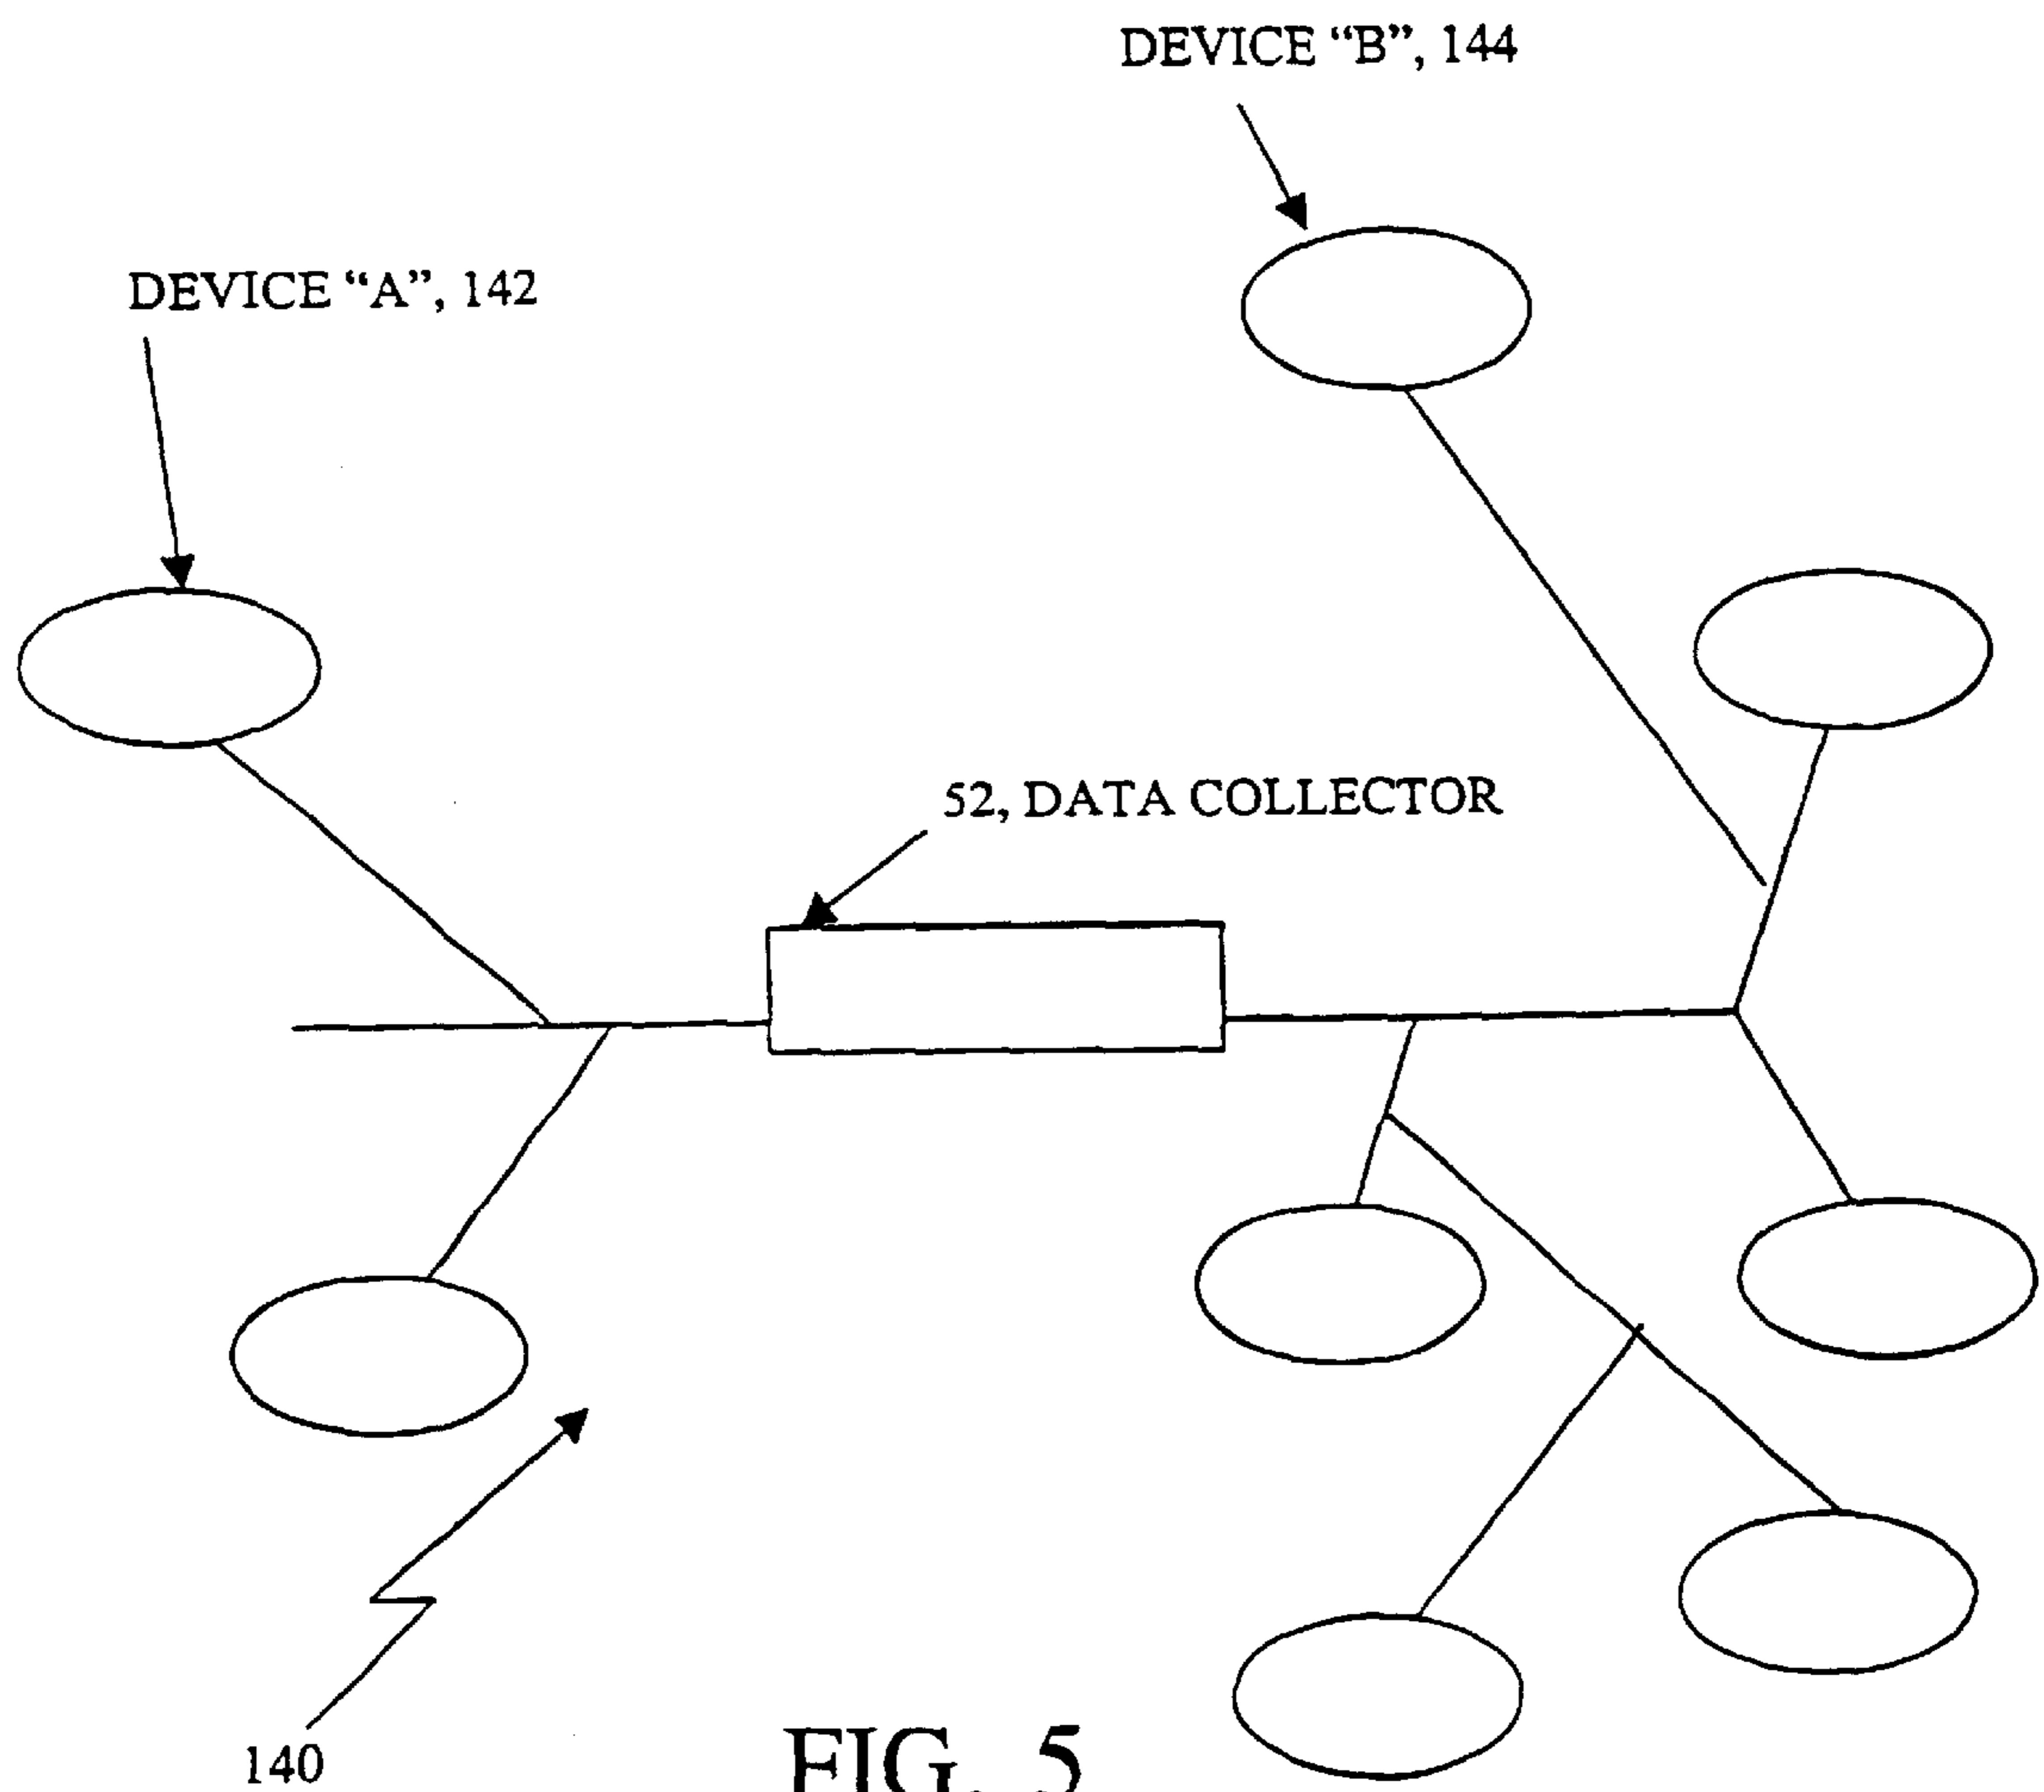 DEVICE “B”, 144
DEVICE “A”, 142
52, DATA COLLECTOR
140
FIG. 5